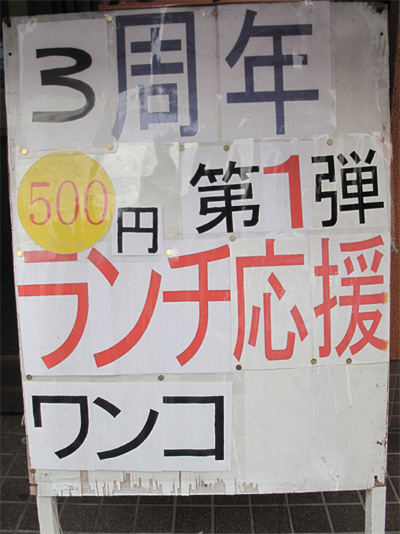 3周年
500円 第1弾
ランチ応援
ワンコ